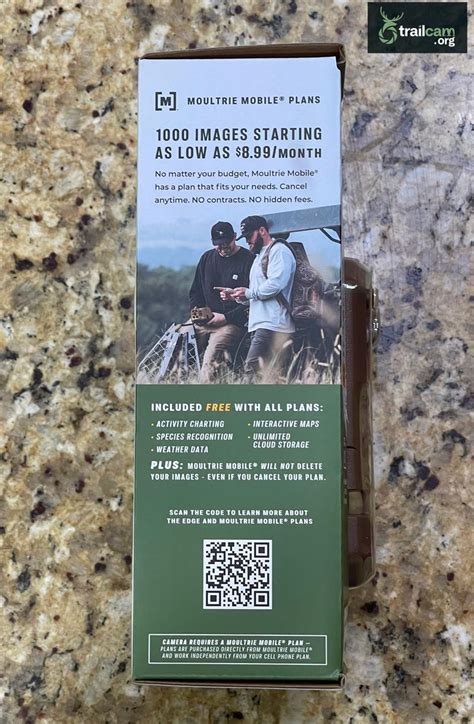 trailcam
.org
[M] MOULTRIE MOBILE® PLANS
1000 IMAGES STARTING
AS LOW AS $8.99/MONTH
No matter your budget, Moultrie Mobile®
has a plan that fits your needs. Cancel
anytime. NO contracts. NO hidden fees.
INCLUDED FREE WITH ALL PLANS:
• ACTIVITY CHARTING
• SPECIES RECOGNITION
• WEATHER DATA
• INTERACTIVE MAPS
• UNLIMITED
CLOUD STORAGE
PLUS: MOULTRIE MOBILE® WILL NOT DELETE
YOUR IMAGES - EVEN IF YOU CANCEL YOUR PLAN.
SCAN THE CODE TO LEARN MORE ABOUT
THE EDGE AND MOULTRIE MOBILE® PLANS
CAMERA REQUIRES A MOULTRIE MOBILE® PLAN —
PLANS ARE PURCHASED DIRECTLY FROM MOULTRIE MOBILE®
AND WORK INDEPENDENTLY FROM YOUR CELL PHONE PLAN.